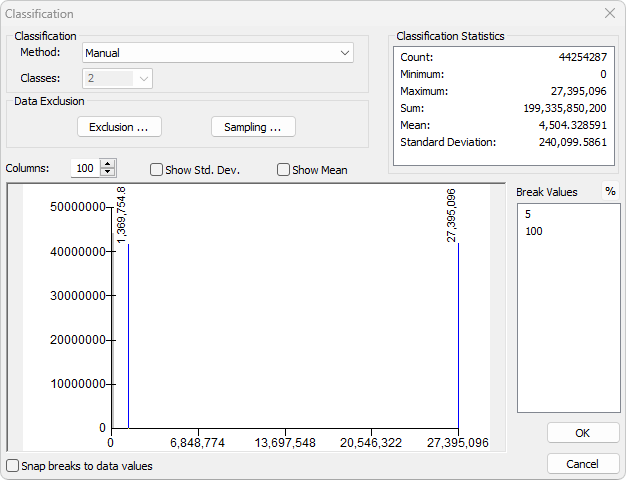 Classification
Classification
Method: Manual
Classes: 2
Data Exclusion
Exclusion ... Sampling ...
Classification Statistics
Count: 44254287
Minimum: 0
Maximum: 27,395,096
Sum: 199,335,850,200
Mean: 4,504.328591
Standard Deviation: 240,099.5861
Columns: 100 Show Std. Dev. Show Mean
Break Values %
5
100
1,369,754.8
27,395,096
50000000
40000000
30000000
20000000
10000000
0
0 6,848,774 13,697,548 20,546,322 27,395,096
Snap breaks to data values
OK
Cancel